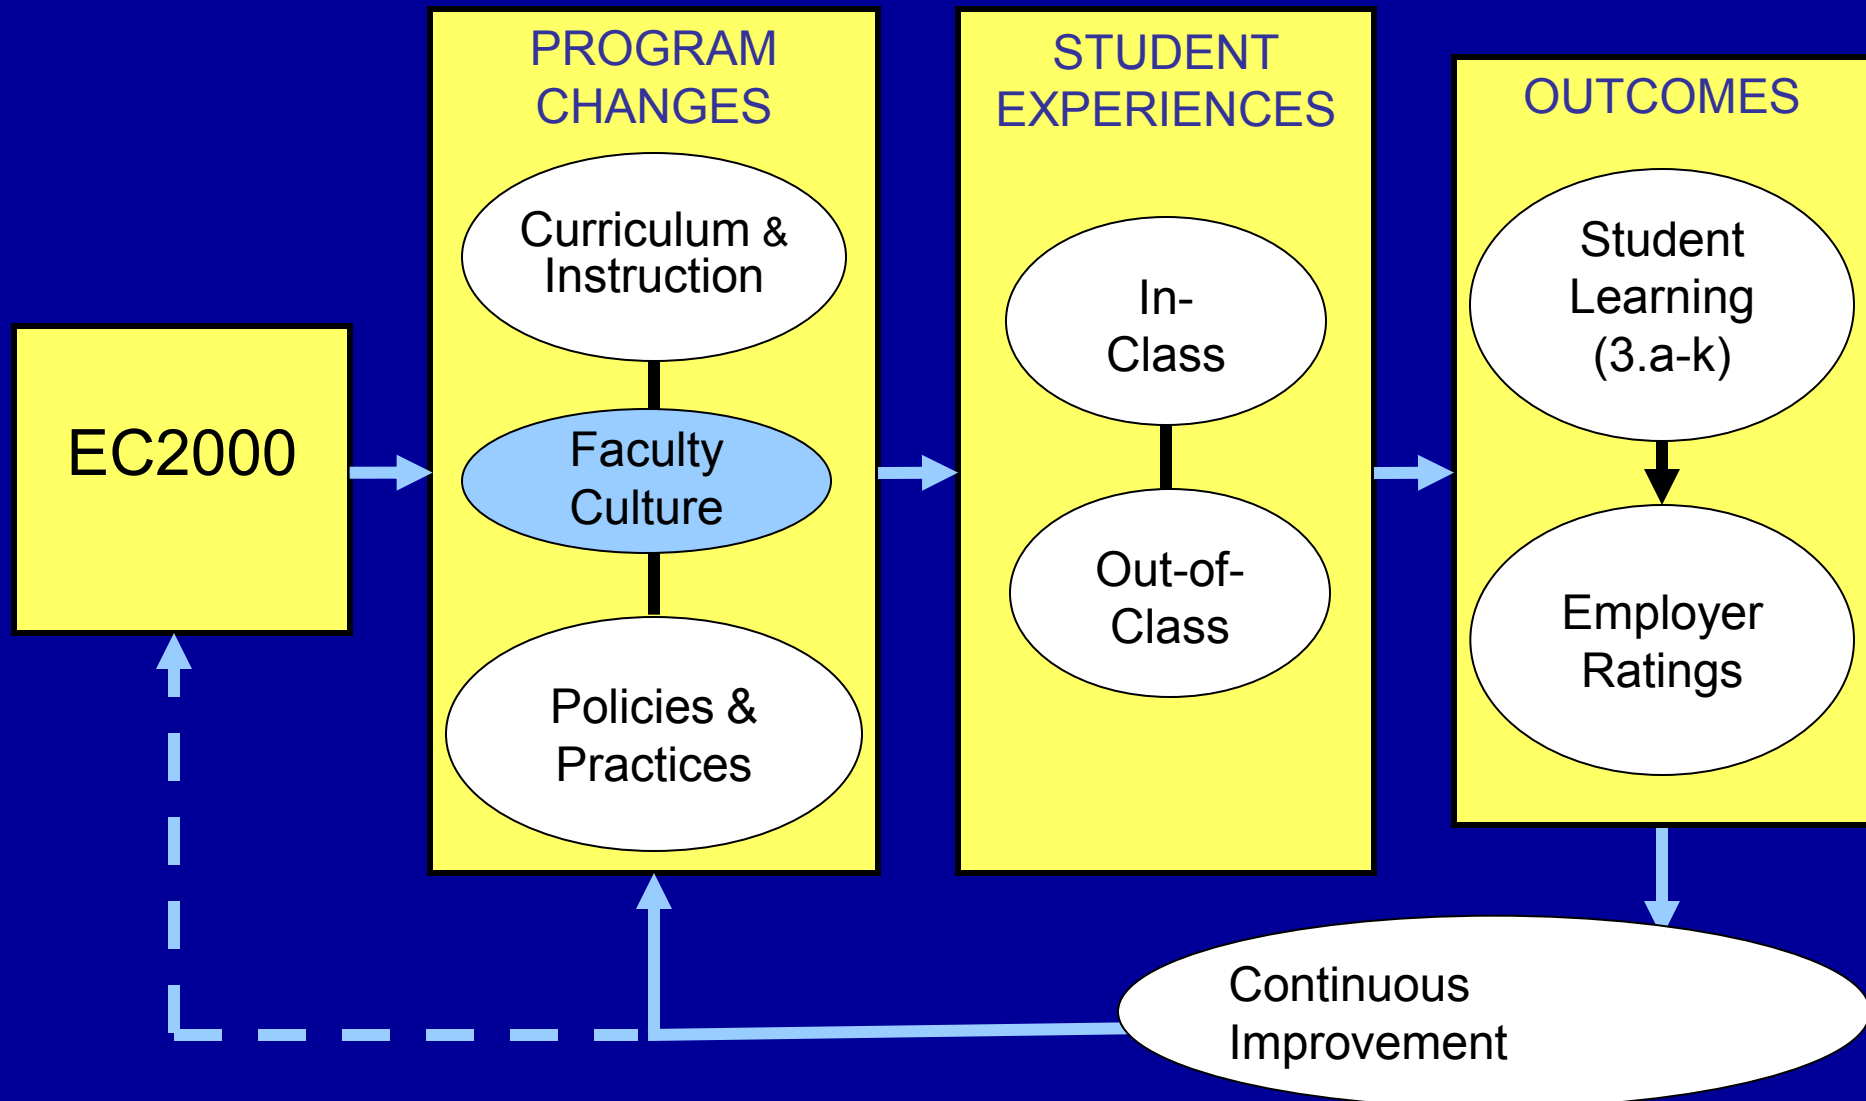 EC2000
PROGRAM
CHANGES
Curriculum &
Instruction
Faculty
Culture
Policies &
Practices
STUDENT
EXPERIENCES
In-
Class
Out-of-
Class
OUTCOMES
Student
Learning
(3.a-k)
Employer
Ratings
Continuous
Improvement